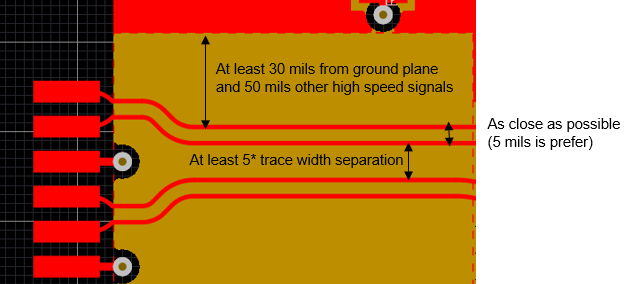 At least 30 mils from ground plane
and 50 mils other high speed signals
As close as possible
(5 mils is prefer)
At least 5* trace width separation